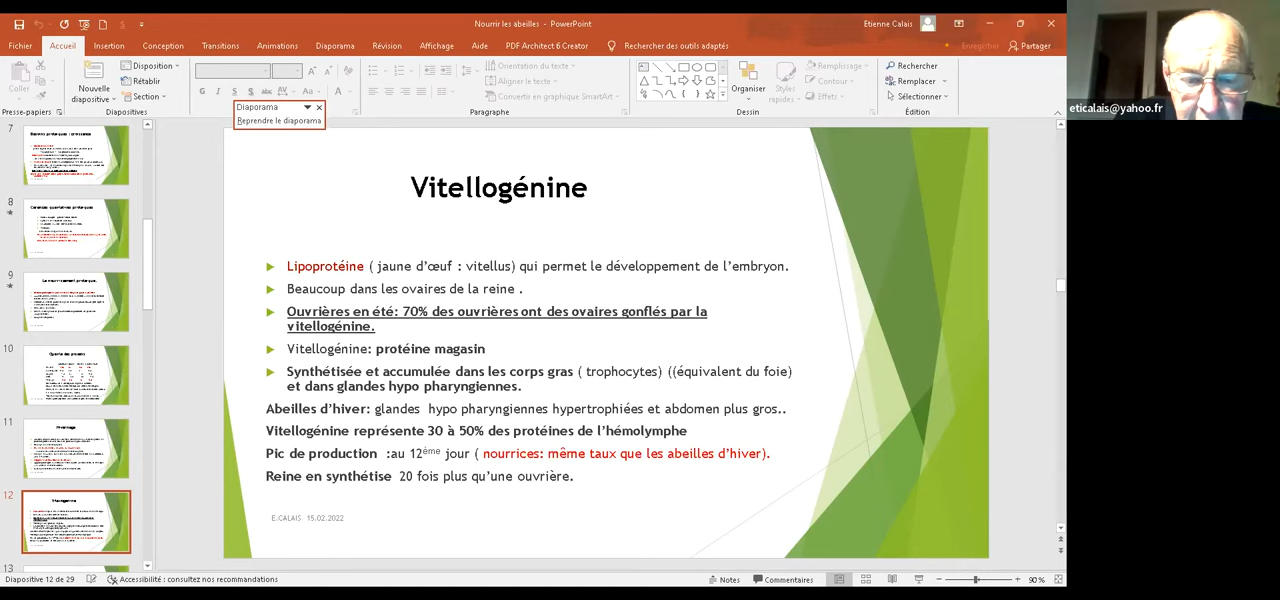 Nourrir les abeilles - PowerPoint
Etienne Calais
Fichier Accueil Insertion Conception Transitions Animations Diaporama Révision Affichage Aide PDF Architect 6 Creator Rechercher des outils adaptés Enregistrer Partager
Coller
Nouvelle diapositive
Disposition
Rétablir
Section
G I S S abc AV Aa A
Orientation du texte
Aligner le texte
Convertir en graphique SmartArt
Organiser
Styles rapides
Remplissage
Contour
Effets
Rechercher
Remplacer
Sélectionner
Presse-papiers Diapositives Paragraphe Dessin Édition
Diaporama
Reprendre le diaporama
eticalais@yahoo.fr
7
8
9
10
11
12
13
Vitellogénine
Lipoprotéine ( jaune d’œuf : vitellus) qui permet le développement de l’embryon.
Beaucoup dans les ovaires de la reine .
Ouvrières en été: 70% des ouvrières ont des ovaires gonflés par la
vitellogénine.
Vitellogénine: protéine magasin
Synthétisée et accumulée dans les corps gras ( trophocytes) ((équivalent du foie)
et dans glandes hypo pharyngiennes.
Abeilles d’hiver: glandes hypo pharyngiennes hypertrophiées et abdomen plus gros..
Vitellogénine représente 30 à 50% des protéines de l’hémolymphe
Pic de production :au 12ème jour ( nourrices: même taux que les abeilles d’hiver).
Reine en synthétise 20 fois plus qu’une ouvrière.
E.CALAIS 15.02.2022
Diapositive 12 de 29 Accessibilité : consultez nos recommandations Notes Commentaires 90 %